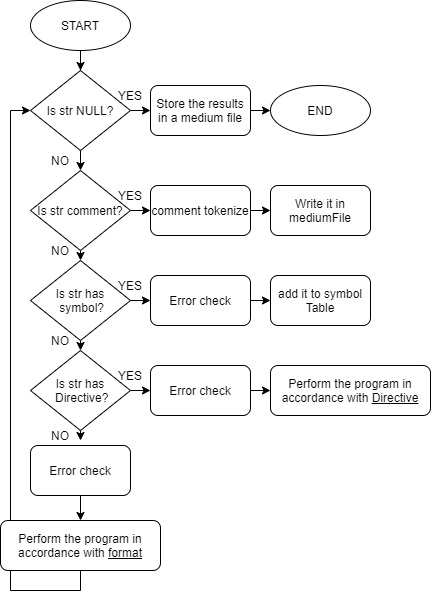 START
Is str NULL?
YES
Store the results
in a medium file
END
NO
Is str comment?
YES
comment tokenize
Write it in
mediumFile
NO
Is str has
symbol?
YES
Error check
add it to symbol
Table
NO
Is str has
Directive?
YES
Error check
Perform the program in
accordance with Directive
NO
Error check
Perform the program in
accordance with format